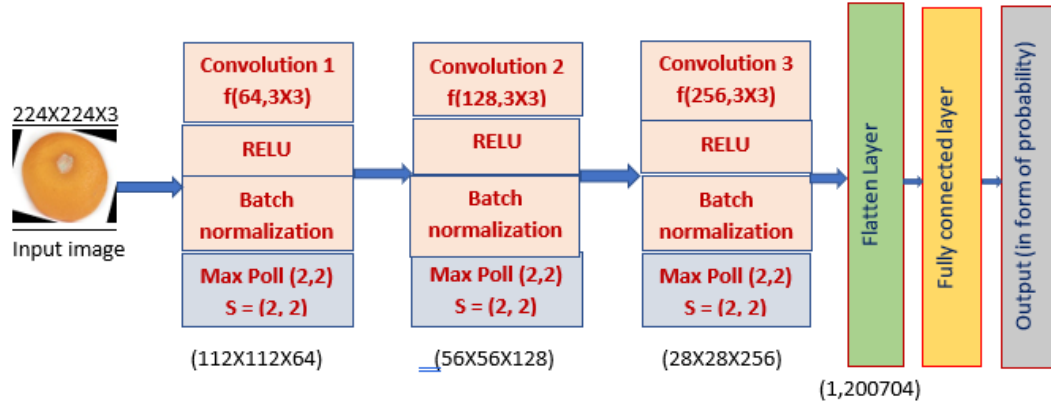 224X224X3
Input image
Convolution 1
f(64,3X3)
RELU
Batch
normalization
Max Poll (2,2)
S = (2, 2)
(112X112X64)
Convolution 2
f(128,3X3)
RELU
Batch
normalization
Max Poll (2,2)
S = (2, 2)
(56X56X128)
Convolution 3
f(256,3X3)
RELU
Batch
normalization
Max Poll (2,2)
S = (2, 2)
(28X28X256)
Flatten Layer
(1,200704)
Fully connected layer
Output (in form of probability)